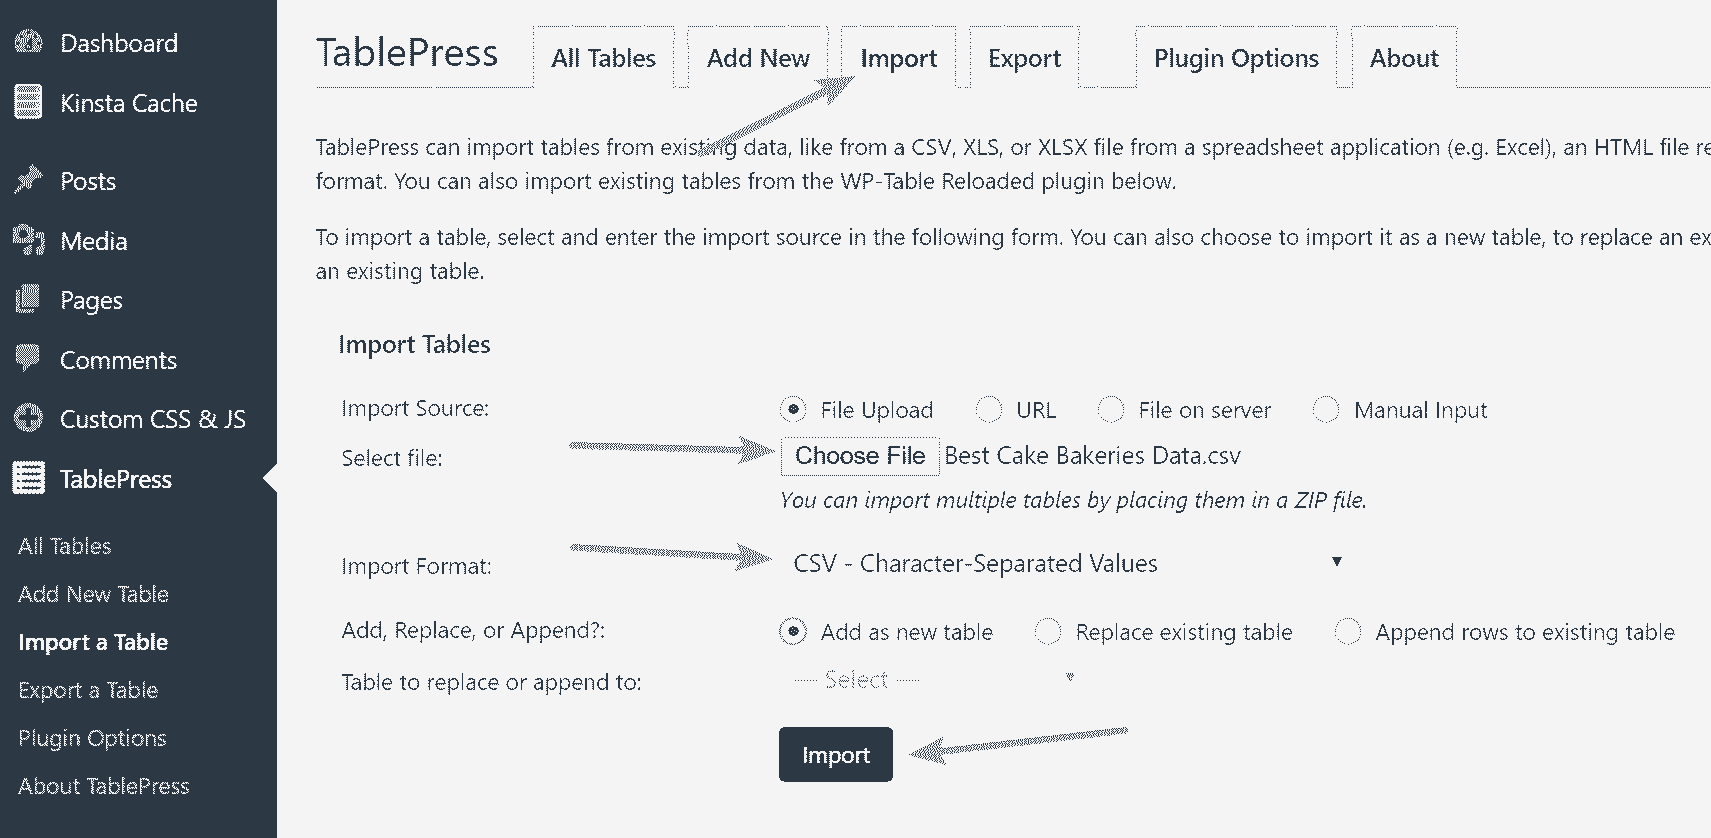 Dashboard
Kinsta Cache
Posts
Media
Pages
Comments
Custom CSS & JS
TablePress
All Tables
Add New Table
Import a Table
Export a Table
Plugin Options
About TablePress
TablePress All Tables Add New Import Export Plugin Options About
TablePress can import tables from existing data, like from a CSV, XLS, or XLSX file from a spreadsheet application (e.g. Excel), an HTML file re
format. You can also import existing tables from the WP-Table Reloaded plugin below.
To import a table, select and enter the import source in the following form. You can also choose to import it as a new table, to replace an ex
an existing table.
Import Tables
Import Source: File Upload URL File on server Manual Input
Select file: Choose File Best Cake Bakeries Data.csv
You can import multiple tables by placing them in a ZIP file.
Import Format: CSV - Character-Separated Values
Add, Replace, or Append?: Add as new table Replace existing table Append rows to existing table
Table to replace or append to: — Select —
Import